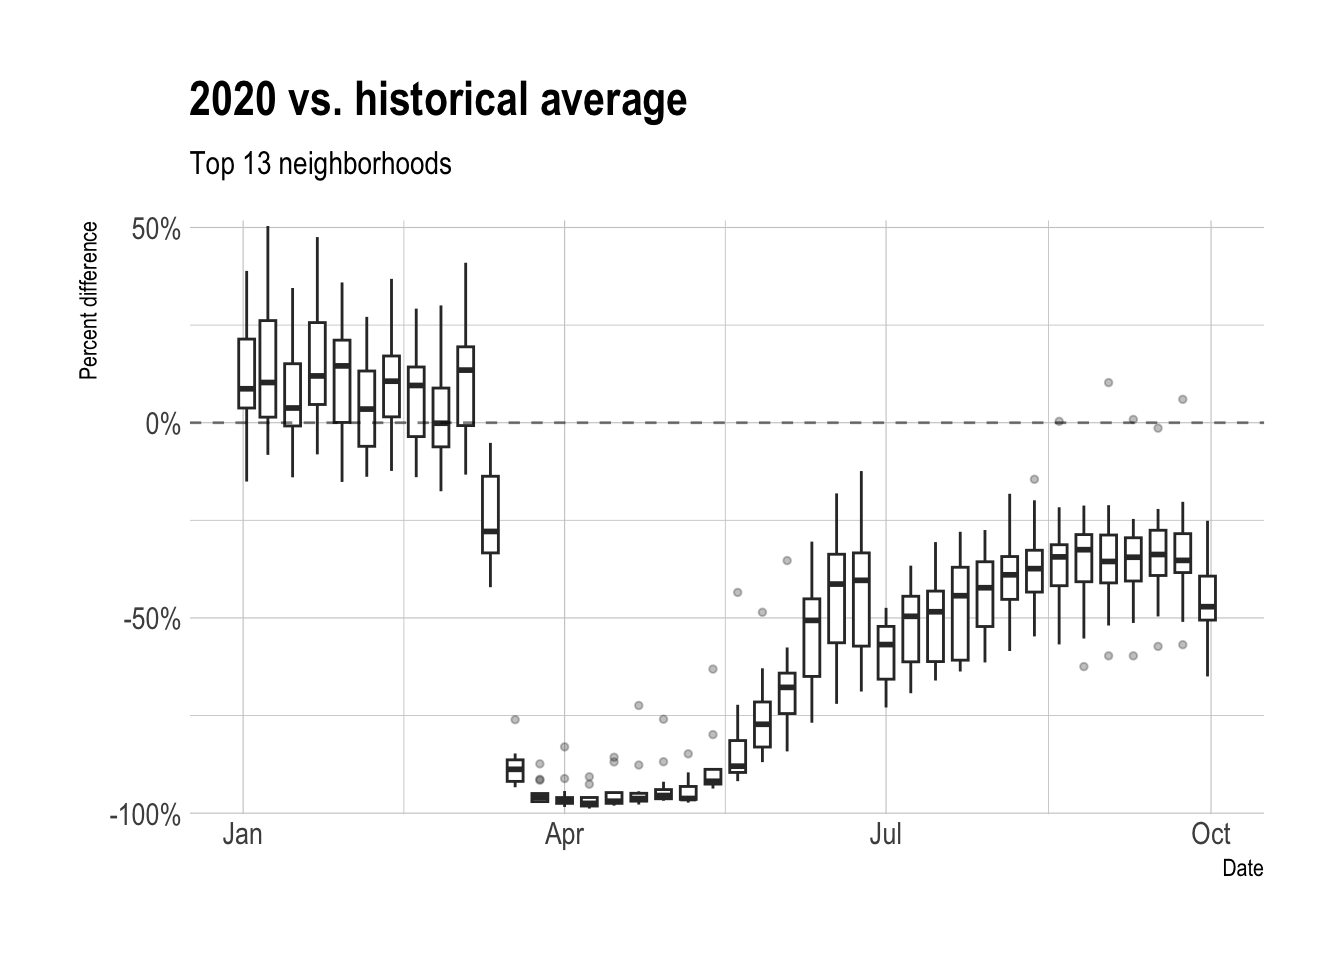 2020 vs. historical average
Top 13 neighborhoods
Percent difference
50%
0%
-50%
-100%
Jan Apr Jul Oct
Date